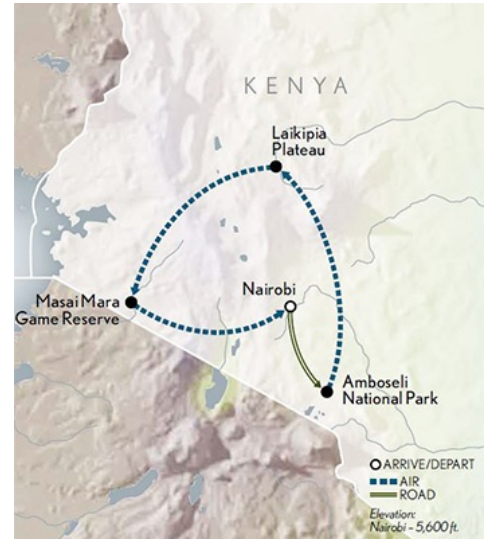 KENYA
Laikipia
Plateau
Nairobi
Masai Mara
Game Reserve
Amboseli
National Park
ARRIVE/DEPART
AIR
ROAD
Elevation:
Nairobi – 5,600 ft.